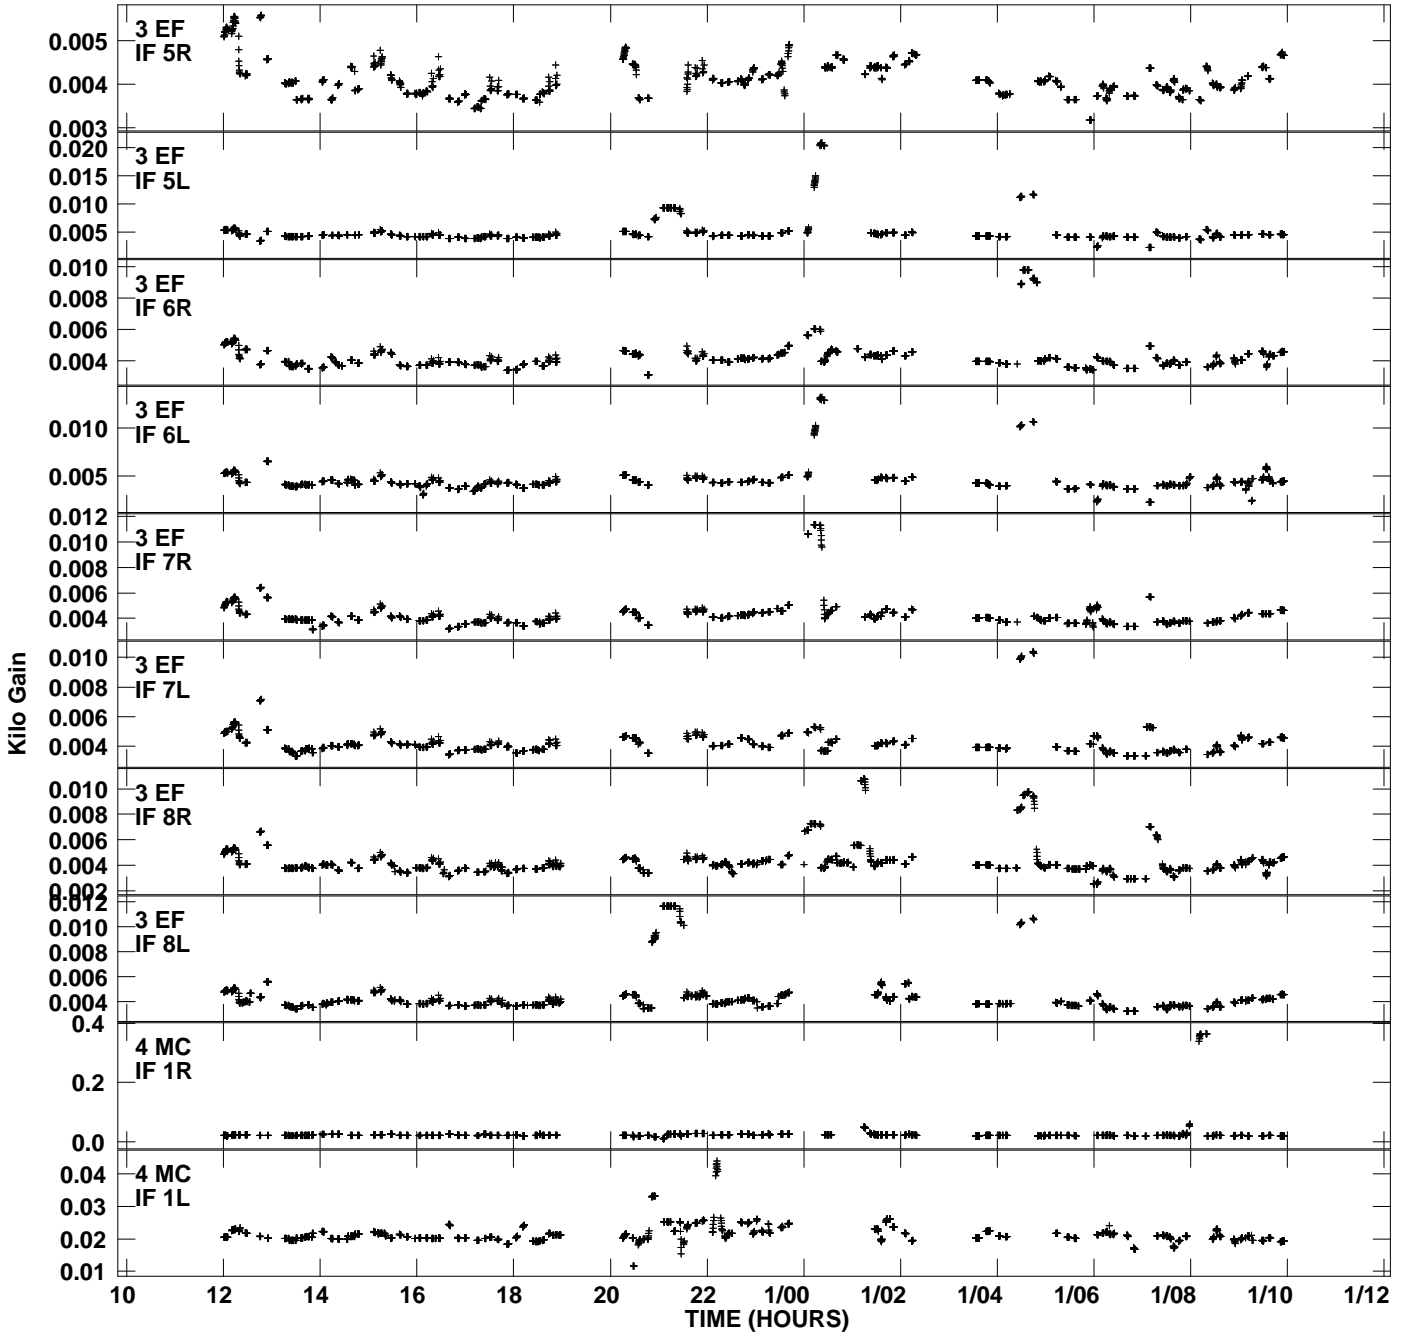 3 EF
IF 5R
0.005
0.004
0.003
3 EF
IF 5L
0.020
0.015
0.010
0.005
3 EF
IF 6R
0.010
0.008
0.006
0.004
3 EF
IF 6L
0.010
0.005
3 EF
IF 7R
0.012
0.010
0.008
0.006
0.004
3 EF
IF 7L
0.010
0.008
0.006
0.004
3 EF
IF 8R
0.010
0.008
0.006
0.004
0.002
3 EF
IF 8L
0.012
0.010
0.008
0.006
0.004
4 MC
IF 1R
0.4
0.2
0.0
4 MC
IF 1L
0.04
0.03
0.02
0.01
Kilo Gain
10 12 14 16 18 20 22 1/00 1/02 1/04 1/06 1/08 1/10 1/12
TIME (HOURS)